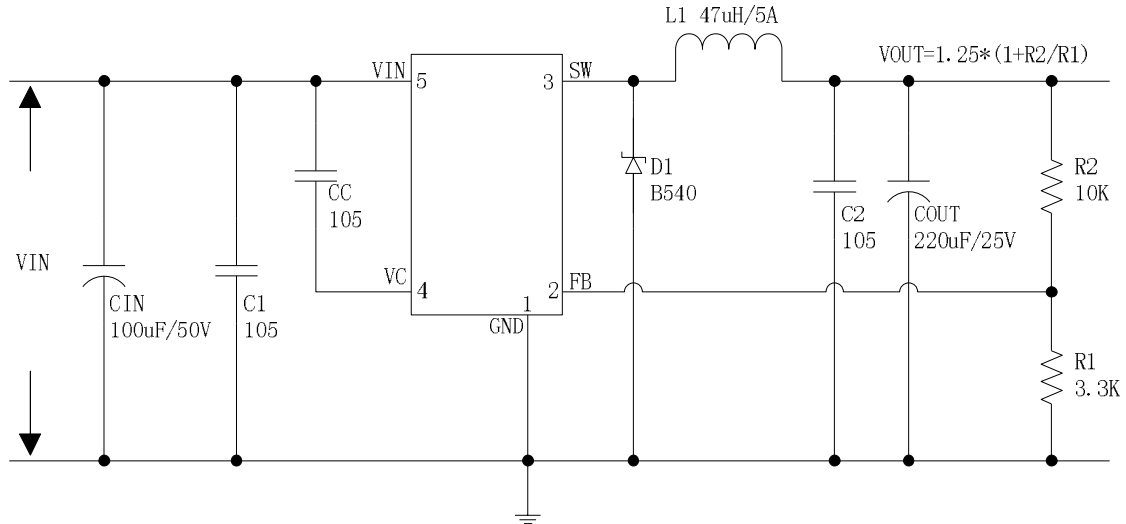 L1 47uH/5A
VOUT=1.25*(1+R2/R1)
VIN
5
3
SW
CC
105
D1
B540
R2
10K
C2
105
COUT
220uF/25V
VIN
VC
4
2
FB
1
GND
CIN
100uF/50V
C1
105
R1
3.3K